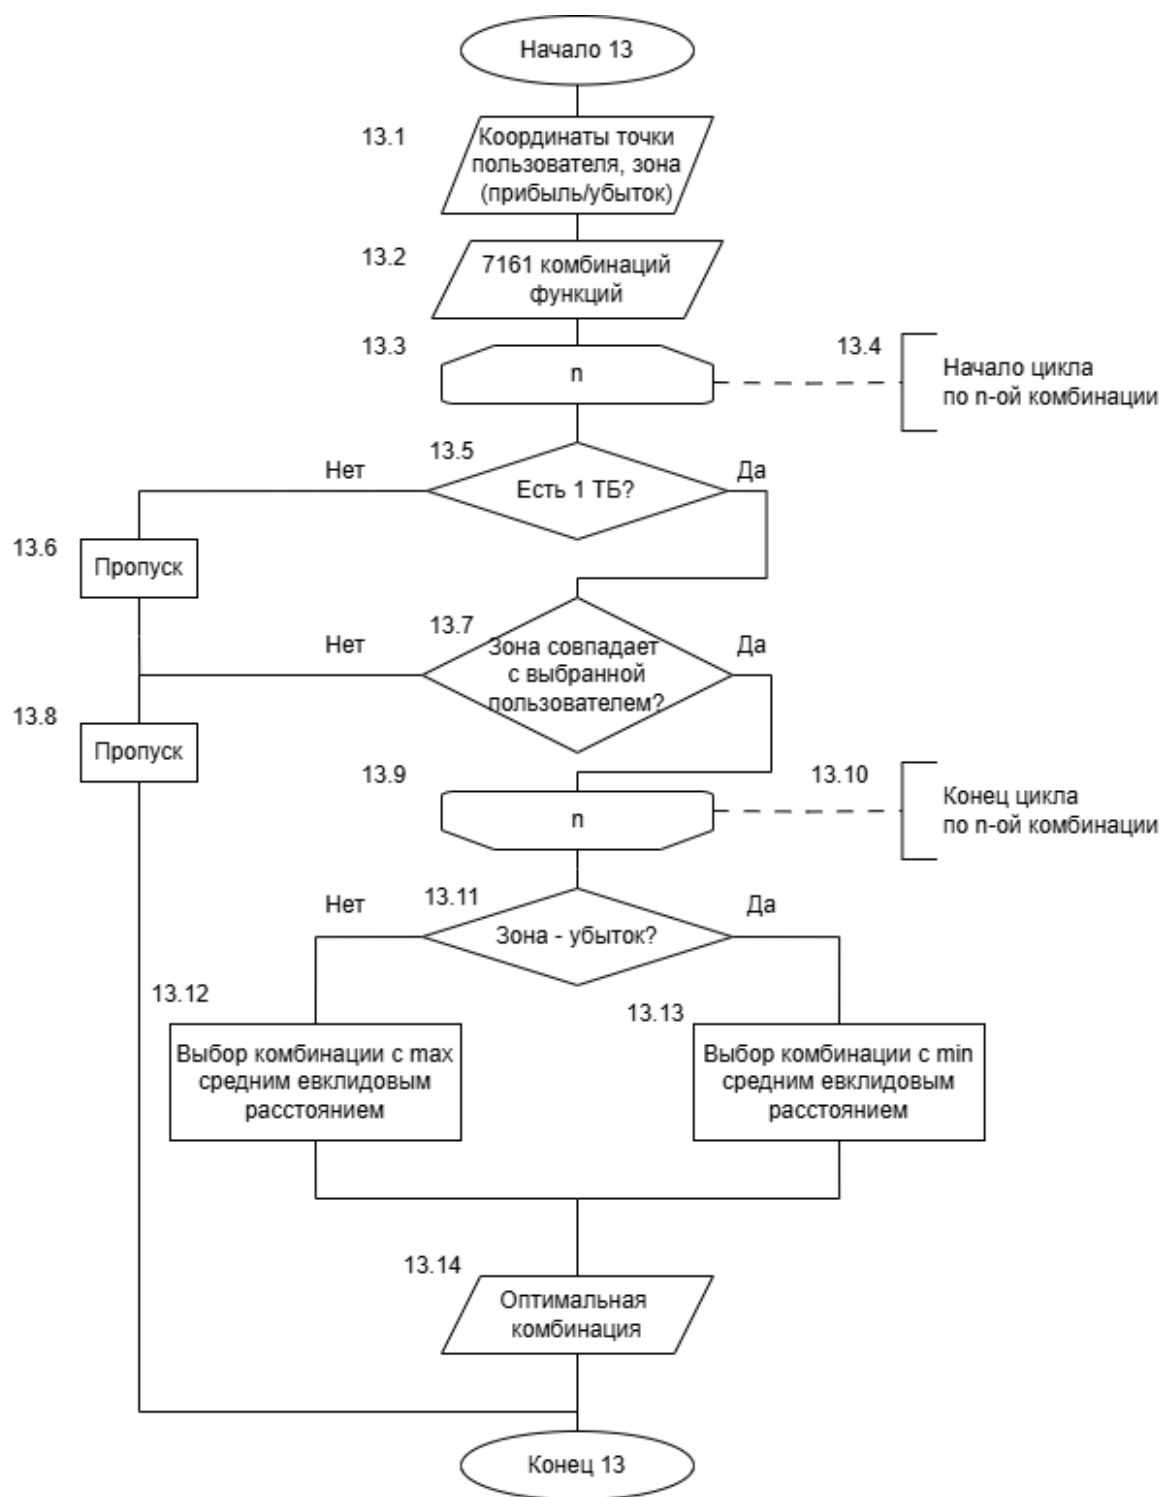 Начало 13
13.1
Координаты точки
пользователя, зона
(прибыль/убыток)
13.2
7161 комбинаций
функций
13.3
n
13.4
Начало цикла
по n-ой комбинации
13.5
Нет
Есть 1 ТБ?
Да
13.6
Пропуск
13.7
Нет
Зона совпадает
с выбранной
пользователем?
Да
13.8
Пропуск
13.9
n
13.10
Конец цикла
по n-ой комбинации
13.11
Нет
Зона - убыток?
Да
13.12
Выбор комбинации с max
средним евклидовым
расстоянием
13.13
Выбор комбинации с min
средним евклидовым
расстоянием
13.14
Оптимальная
комбинация
Конец 13